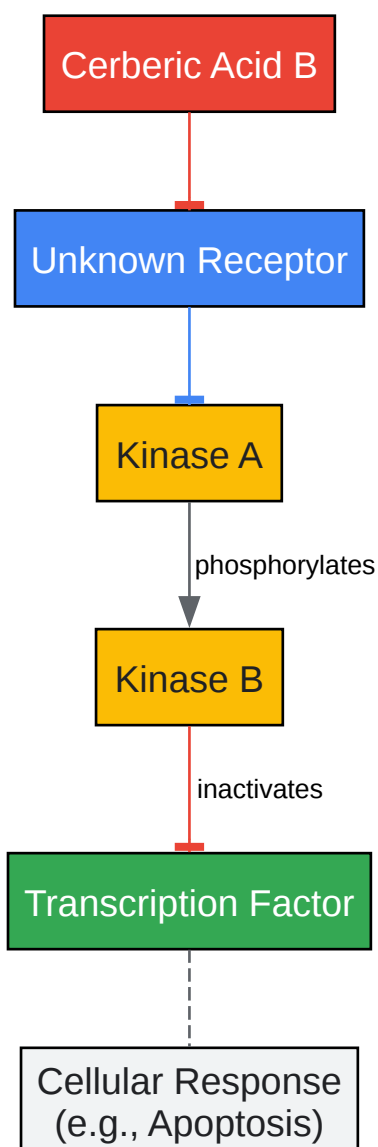 Cerberic Acid B
Unknown Receptor
Kinase A
phosphorylates
Kinase B
inactivates
Transcription Factor
Cellular Response
(e.g., Apoptosis)